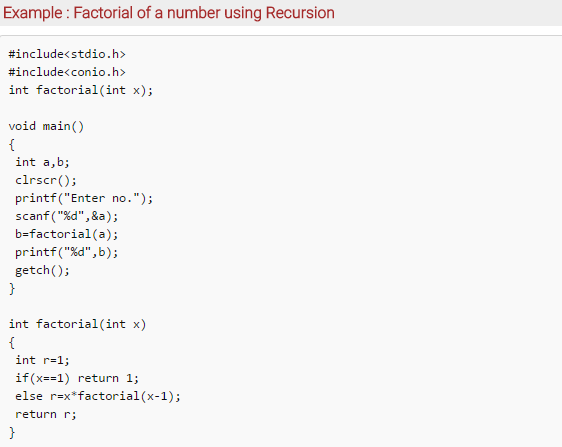 Example : Factorial of a number using Recursion
#include<stdio.h>
#include<conio.h>
int factorial(int x);
void main()
{
int a,b;
clrscr();
printf("Enter no.");
scanf("%d",&a);
b=factorial(a);
printf("%d",b);
getch();
}
int factorial(int x)
{
int r=1;
if(x==1) return 1;
else r=x*factorial(x-1);
return r;
}